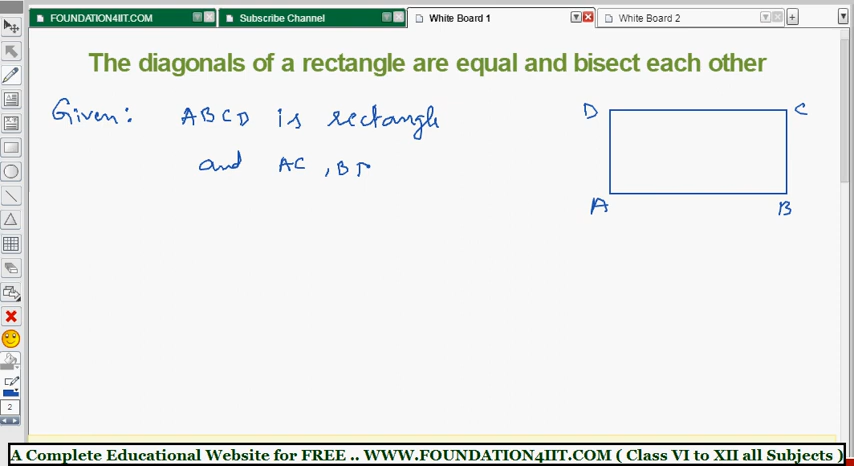 FOUNDATION4IIT.COM
Subscribe Channel
White Board 1
White Board 2
The diagonals of a rectangle are equal and bisect each other
Given: ABCD is rectangle
and AC, B
D
C
A
B
2
A Complete Educational Website for FREE .. WWW.FOUNDATION4IIT.COM ( Class VI to XII all Subjects )